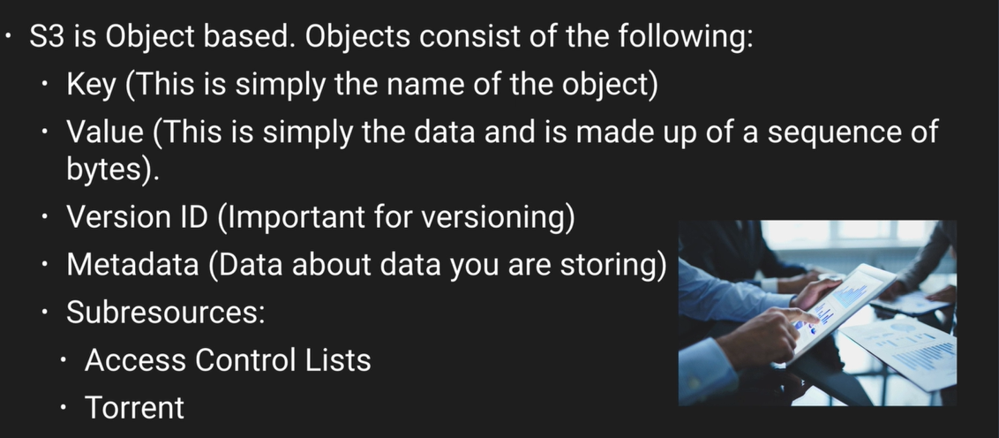 • S3 is Object based. Objects consist of the following:
• Key (This is simply the name of the object)
• Value (This is simply the data and is made up of a sequence of
bytes).
• Version ID (Important for versioning)
• Metadata (Data about data you are storing)
• Subresources:
• Access Control Lists
• Torrent